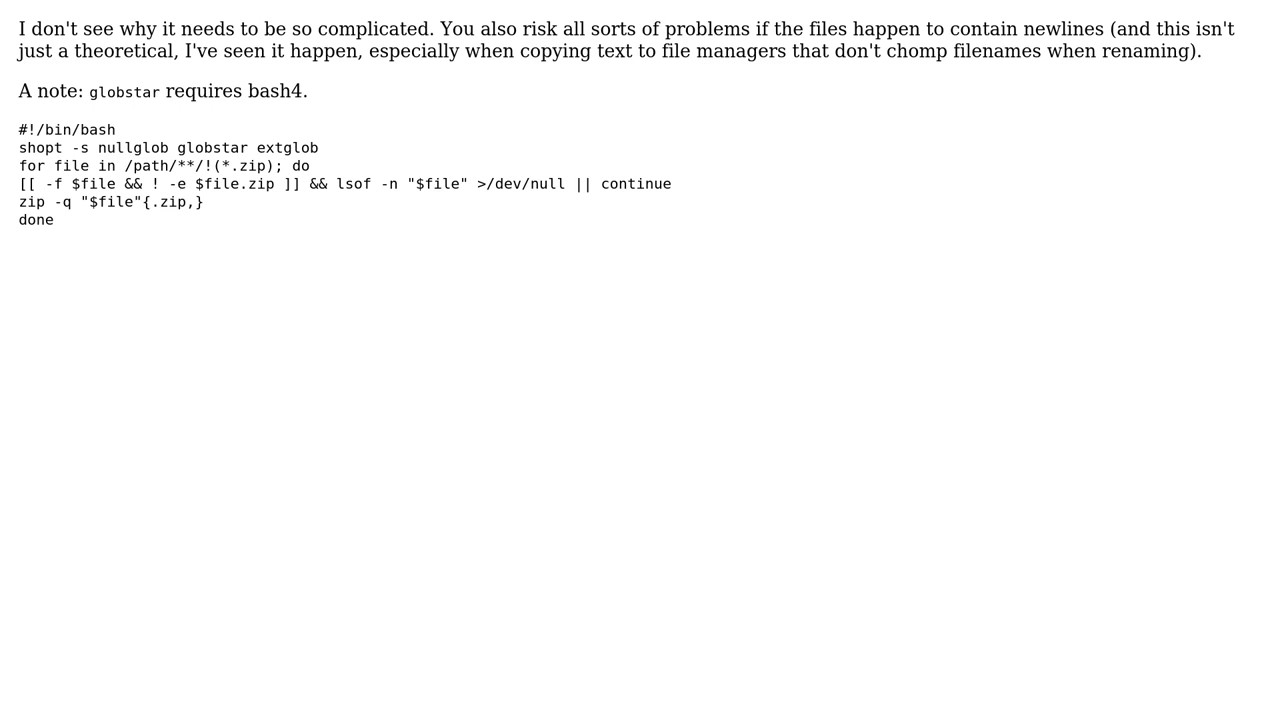 I don't see why it needs to be so complicated. You also risk all sorts of problems if the files happen to contain newlines (and this isn't
just a theoretical, I've seen it happen, especially when copying text to file managers that don't chomp filenames when renaming).
A note: globstar requires bash4.
#!/bin/bash
shopt -s nullglob globstar extglob
for file in /path/**/!(*.zip); do
[[ -f $file && ! -e $file.zip ]] && lsof -n "$file" >/dev/null || continue
zip -q "$file"{.zip,}
done